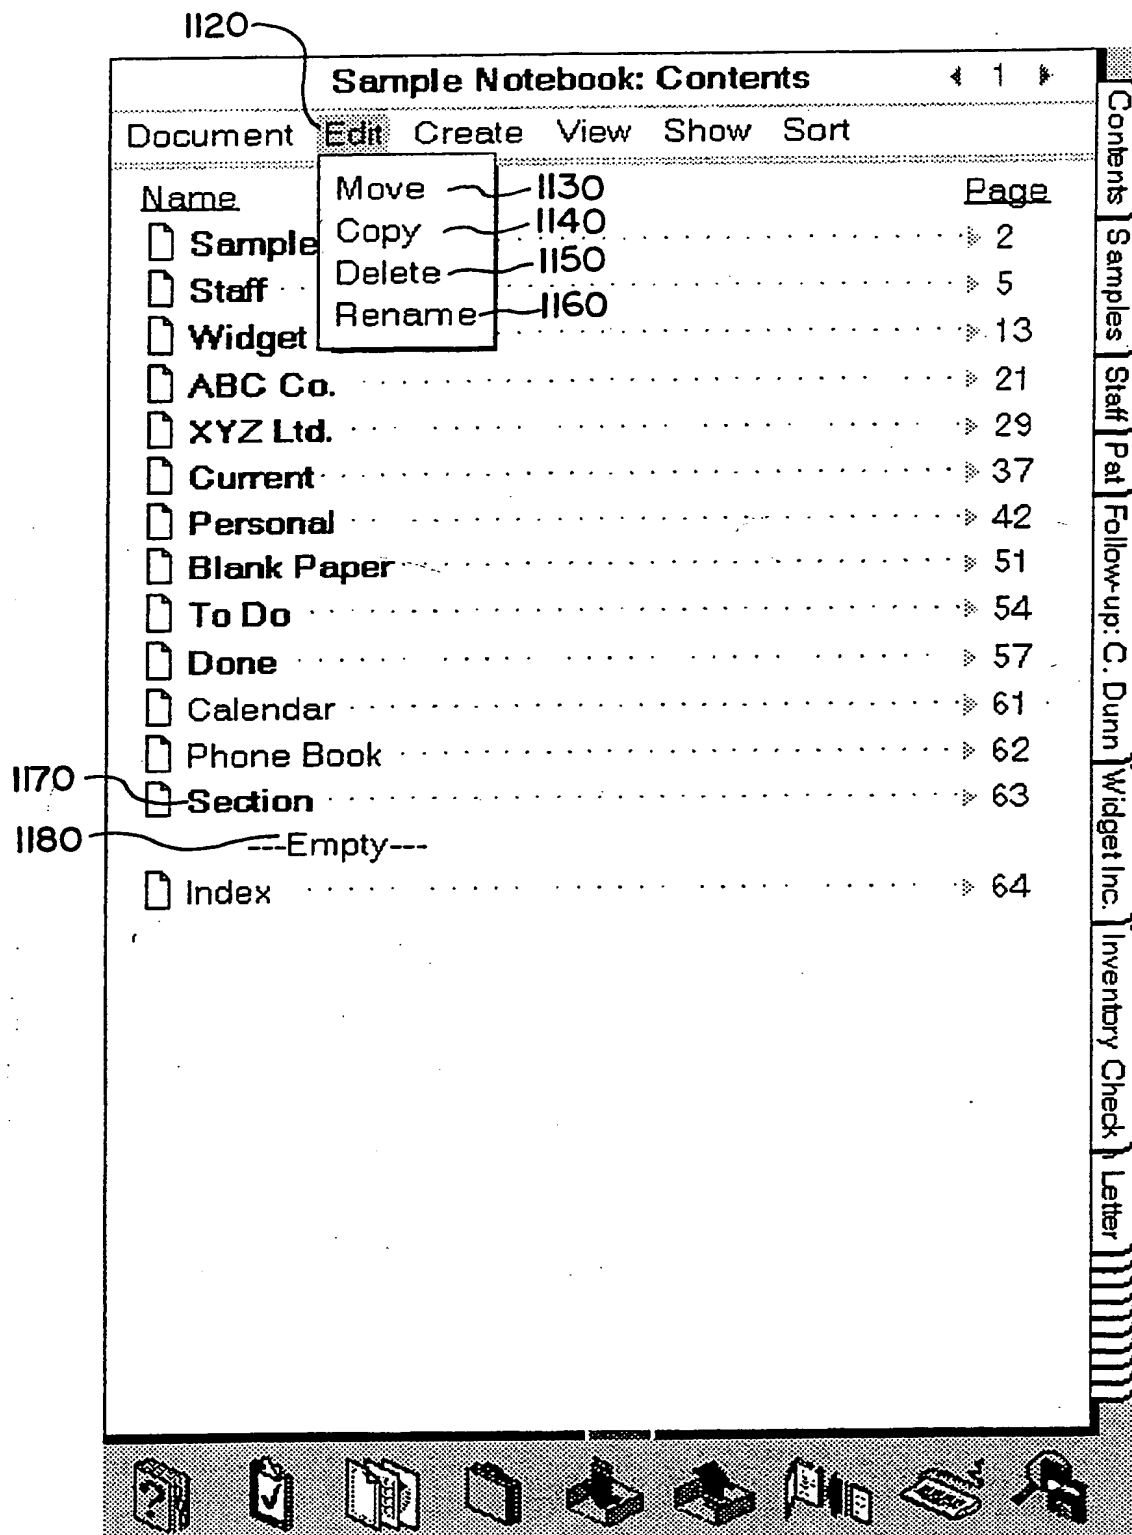 1120
Sample Notebook: Contents 1
Document Edit Create View Show Sort
Name Page
Move 1130
Copy 1140
Delete 1150
Rename 1160
Sample 2
Staff 5
Widget 13
ABC Co. 21
XYZ Ltd. 29
Current 37
Personal 42
Blank Paper 51
To Do 54
Done 57
Calendar 61
Phone Book 62
1170 Section 63
1180 ---Empty---
Index 64
Contents
Samples
Staff
Pat
Follow-up: C. Dunn
Widget Inc.
Inventory Check
Letter
?